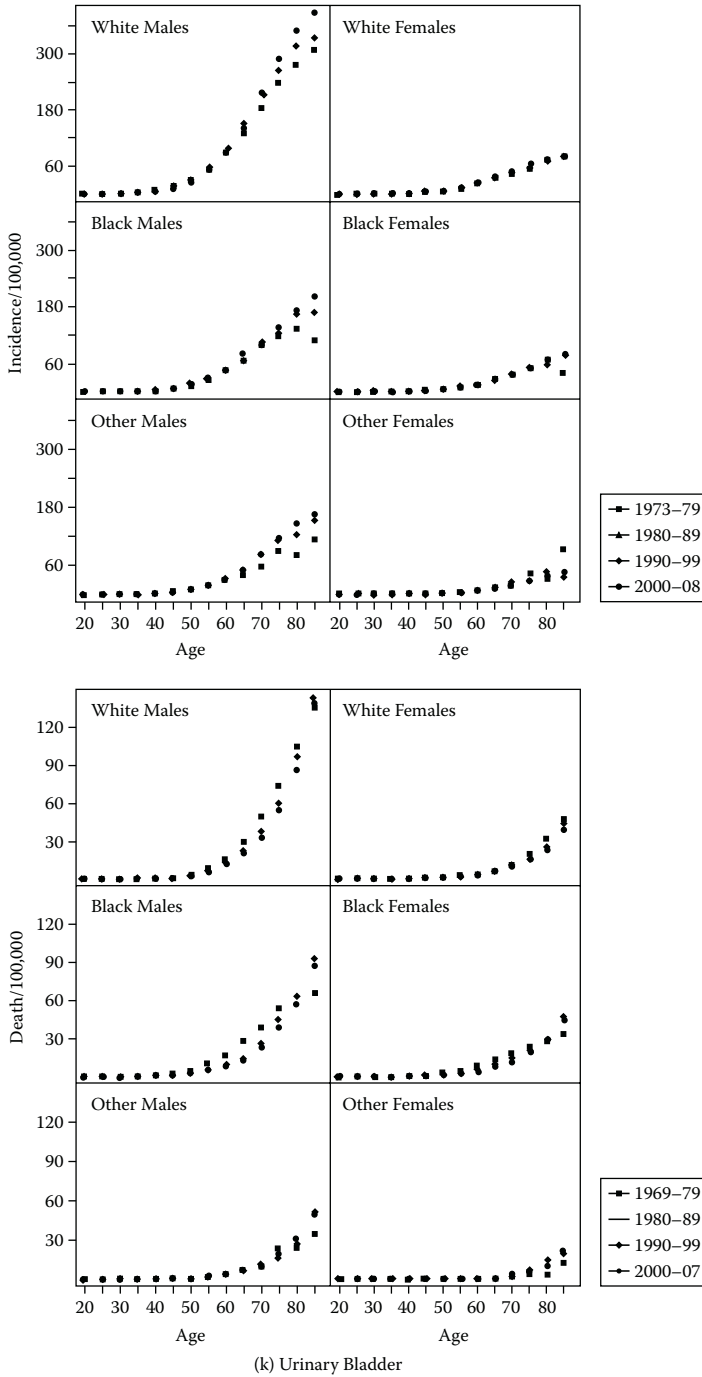 White Males
White Females
300
180
60
Black Males
Black Females
300
180
60
Incidence/100,000
Other Males
Other Females
300
180
60
20 30 40 50 60 70 80 20 30 40 50 60 70 80
Age Age
1973–79
1980–89
1990–99
2000–08
White Males
White Females
120
90
60
30
Black Males
Black Females
120
90
60
30
Death/100,000
Other Males
Other Females
120
90
60
30
20 30 40 50 60 70 80 20 30 40 50 60 70 80
Age Age
1969–79
1980–89
1990–99
2000–07
(k) Urinary Bladder